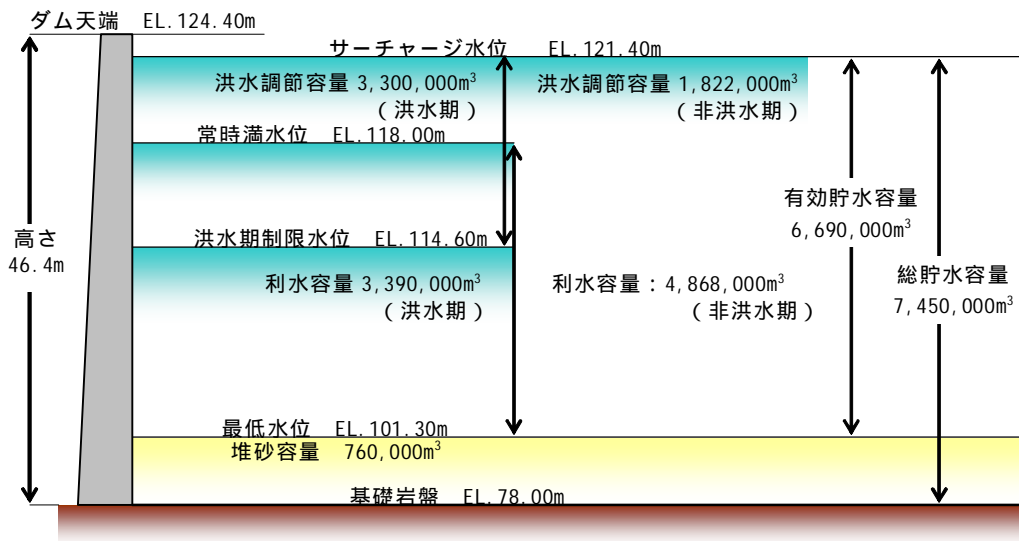 ダム天端 EL.124.40m
サーチャージ水位 EL.121.40m
洪水調節容量 3,300,000m³
(洪水期)
洪水調節容量 1,822,000m³
(非洪水期)
常時満水位 EL.118.00m
有効貯水容量
6,690,000m³
高さ
46.4m
洪水期制限水位 EL.114.60m
利水容量 3,390,000m³
(洪水期)
利水容量:4,868,000m³
(非洪水期)
総貯水容量
7,450,000m³
最低水位 EL.101.30m
堆砂容量 760,000m³
基礎岩盤 EL.78.00m